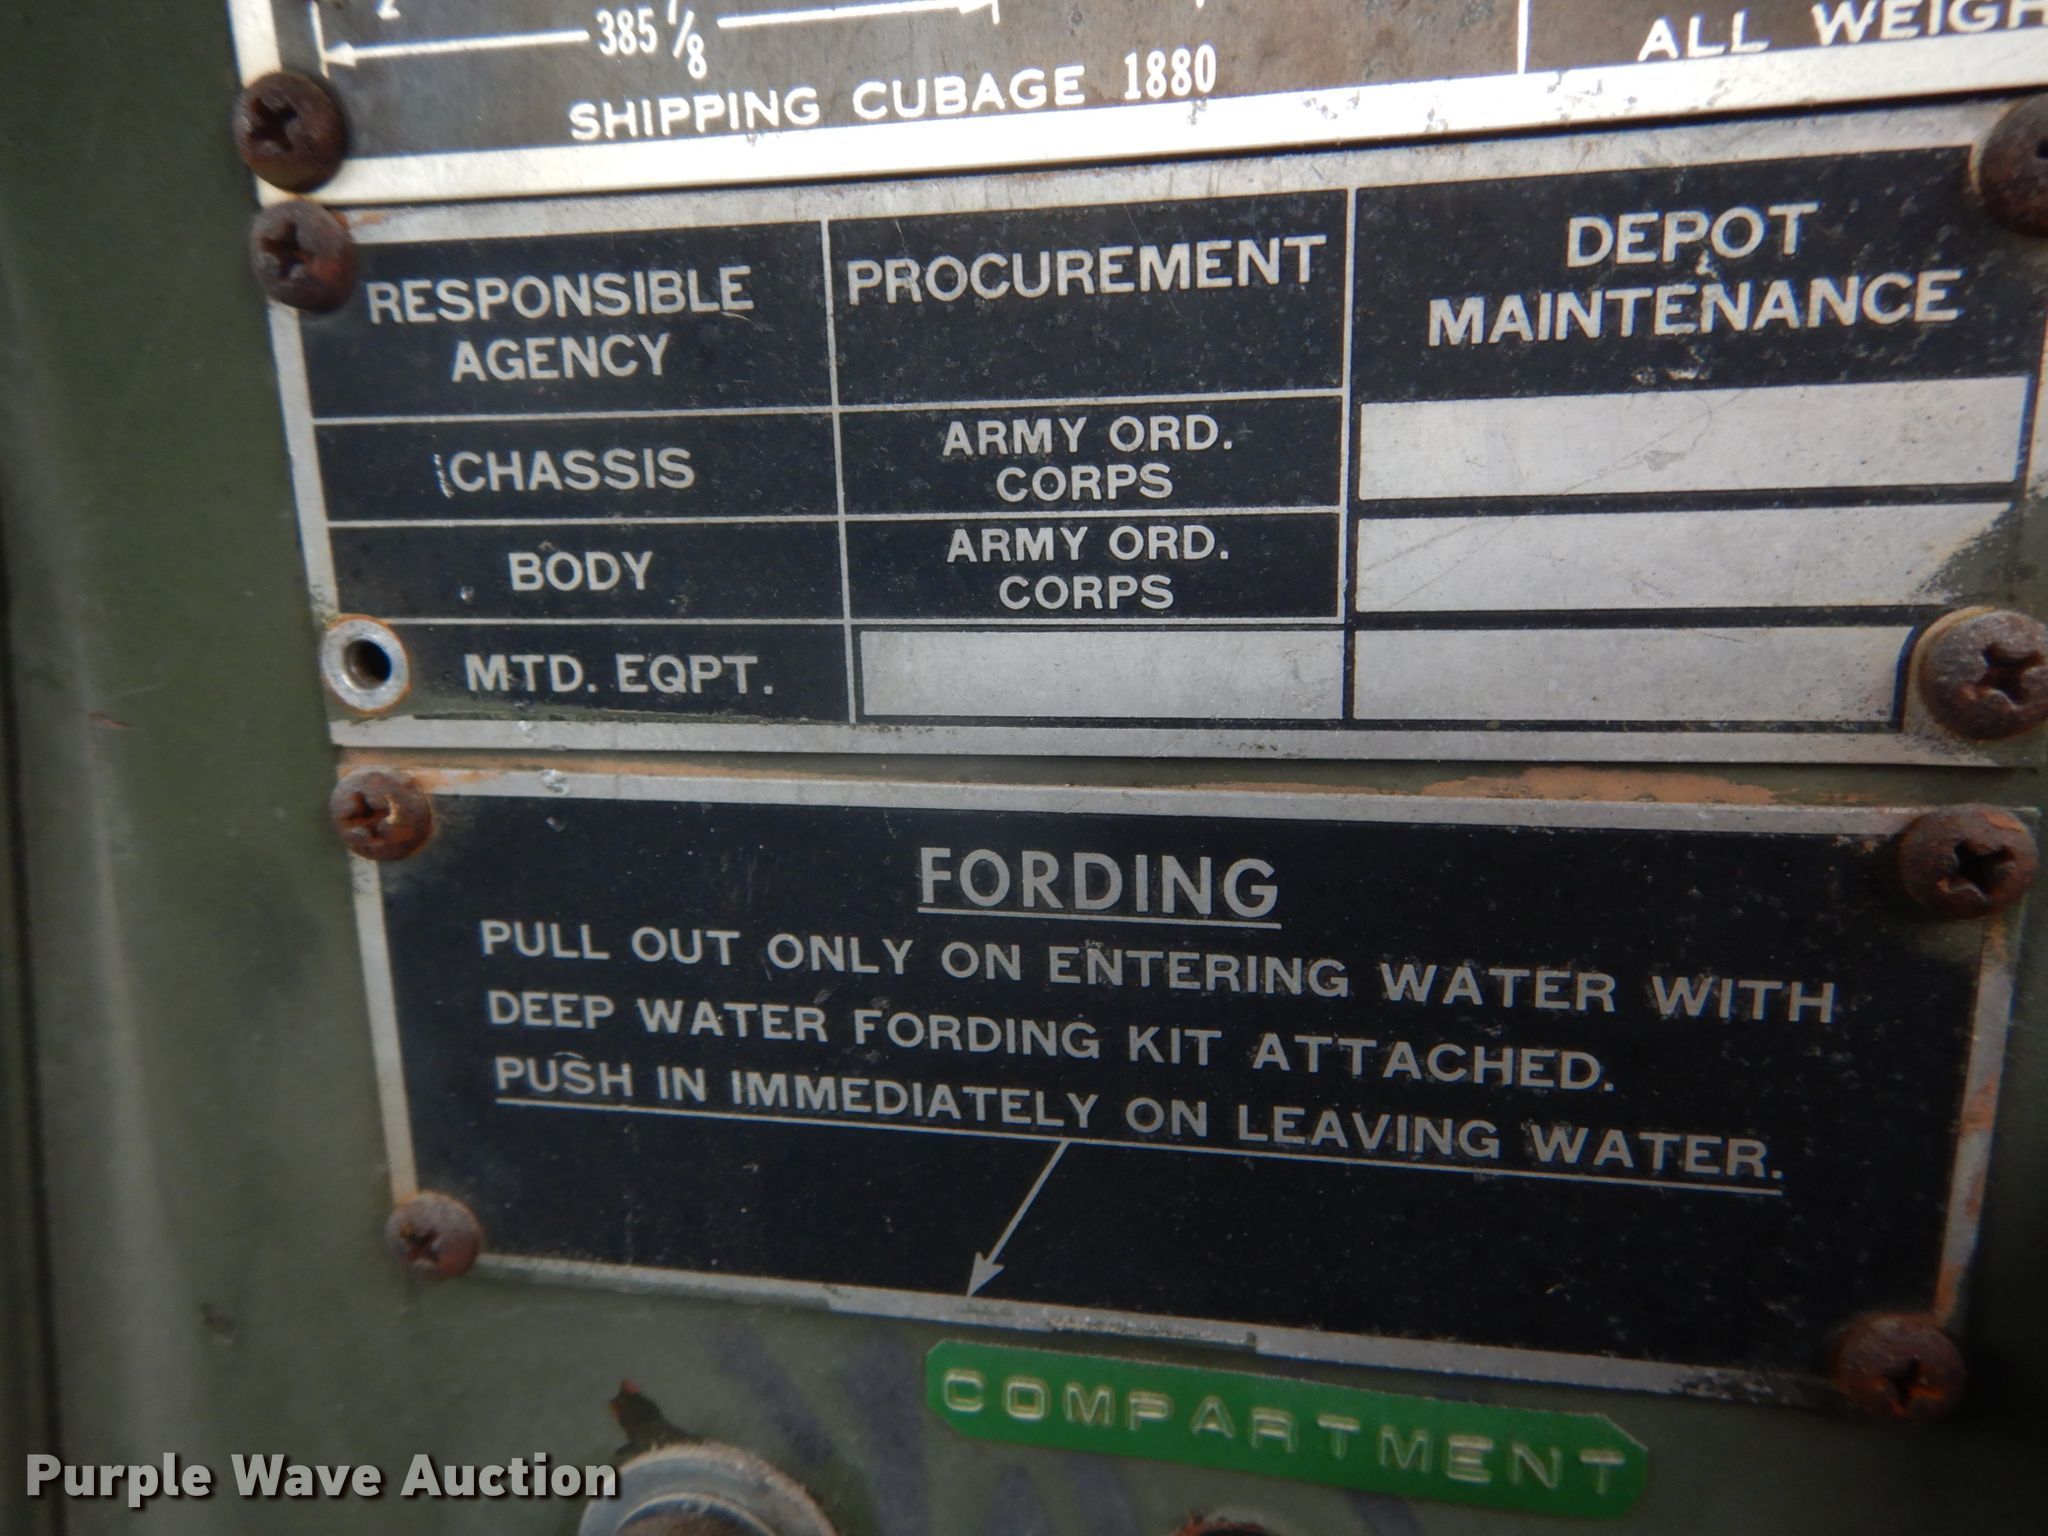 385 7/8
SHIPPING CUBAGE 1880
ALL
RESPONSIBLE AGENCY
PROCUREMENT
DEPOT MAINTENANCE
CHASSIS
ARMY ORD. CORPS
BODY
ARMY ORD. CORPS
MTD. EQPT.
FORDING
PULL OUT ONLY ON ENTERING WATER WITH
DEEP WATER FORDING KIT ATTACHED.
PUSH IN IMMEDIATELY ON LEAVING WATER.
COMPARTMENT
Purple Wave Auction